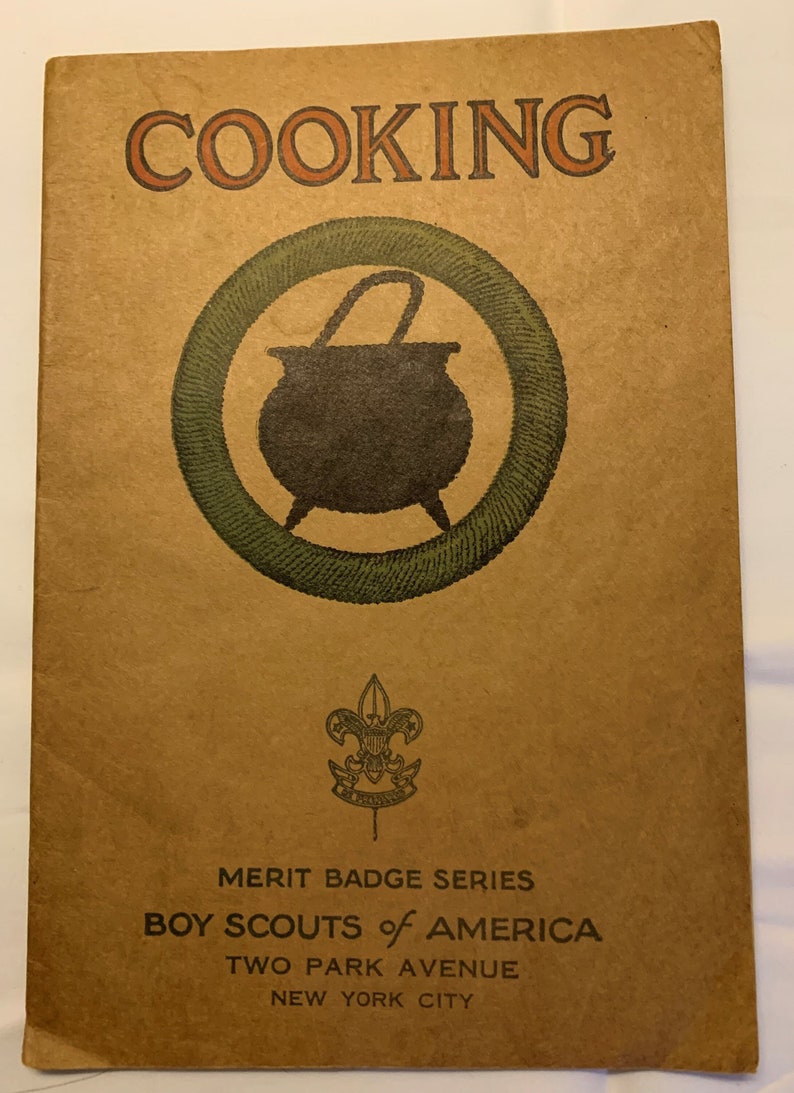 COOKING
MERIT BADGE SERIES
BOY SCOUTS of AMERICA
TWO PARK AVENUE
NEW YORK CITY